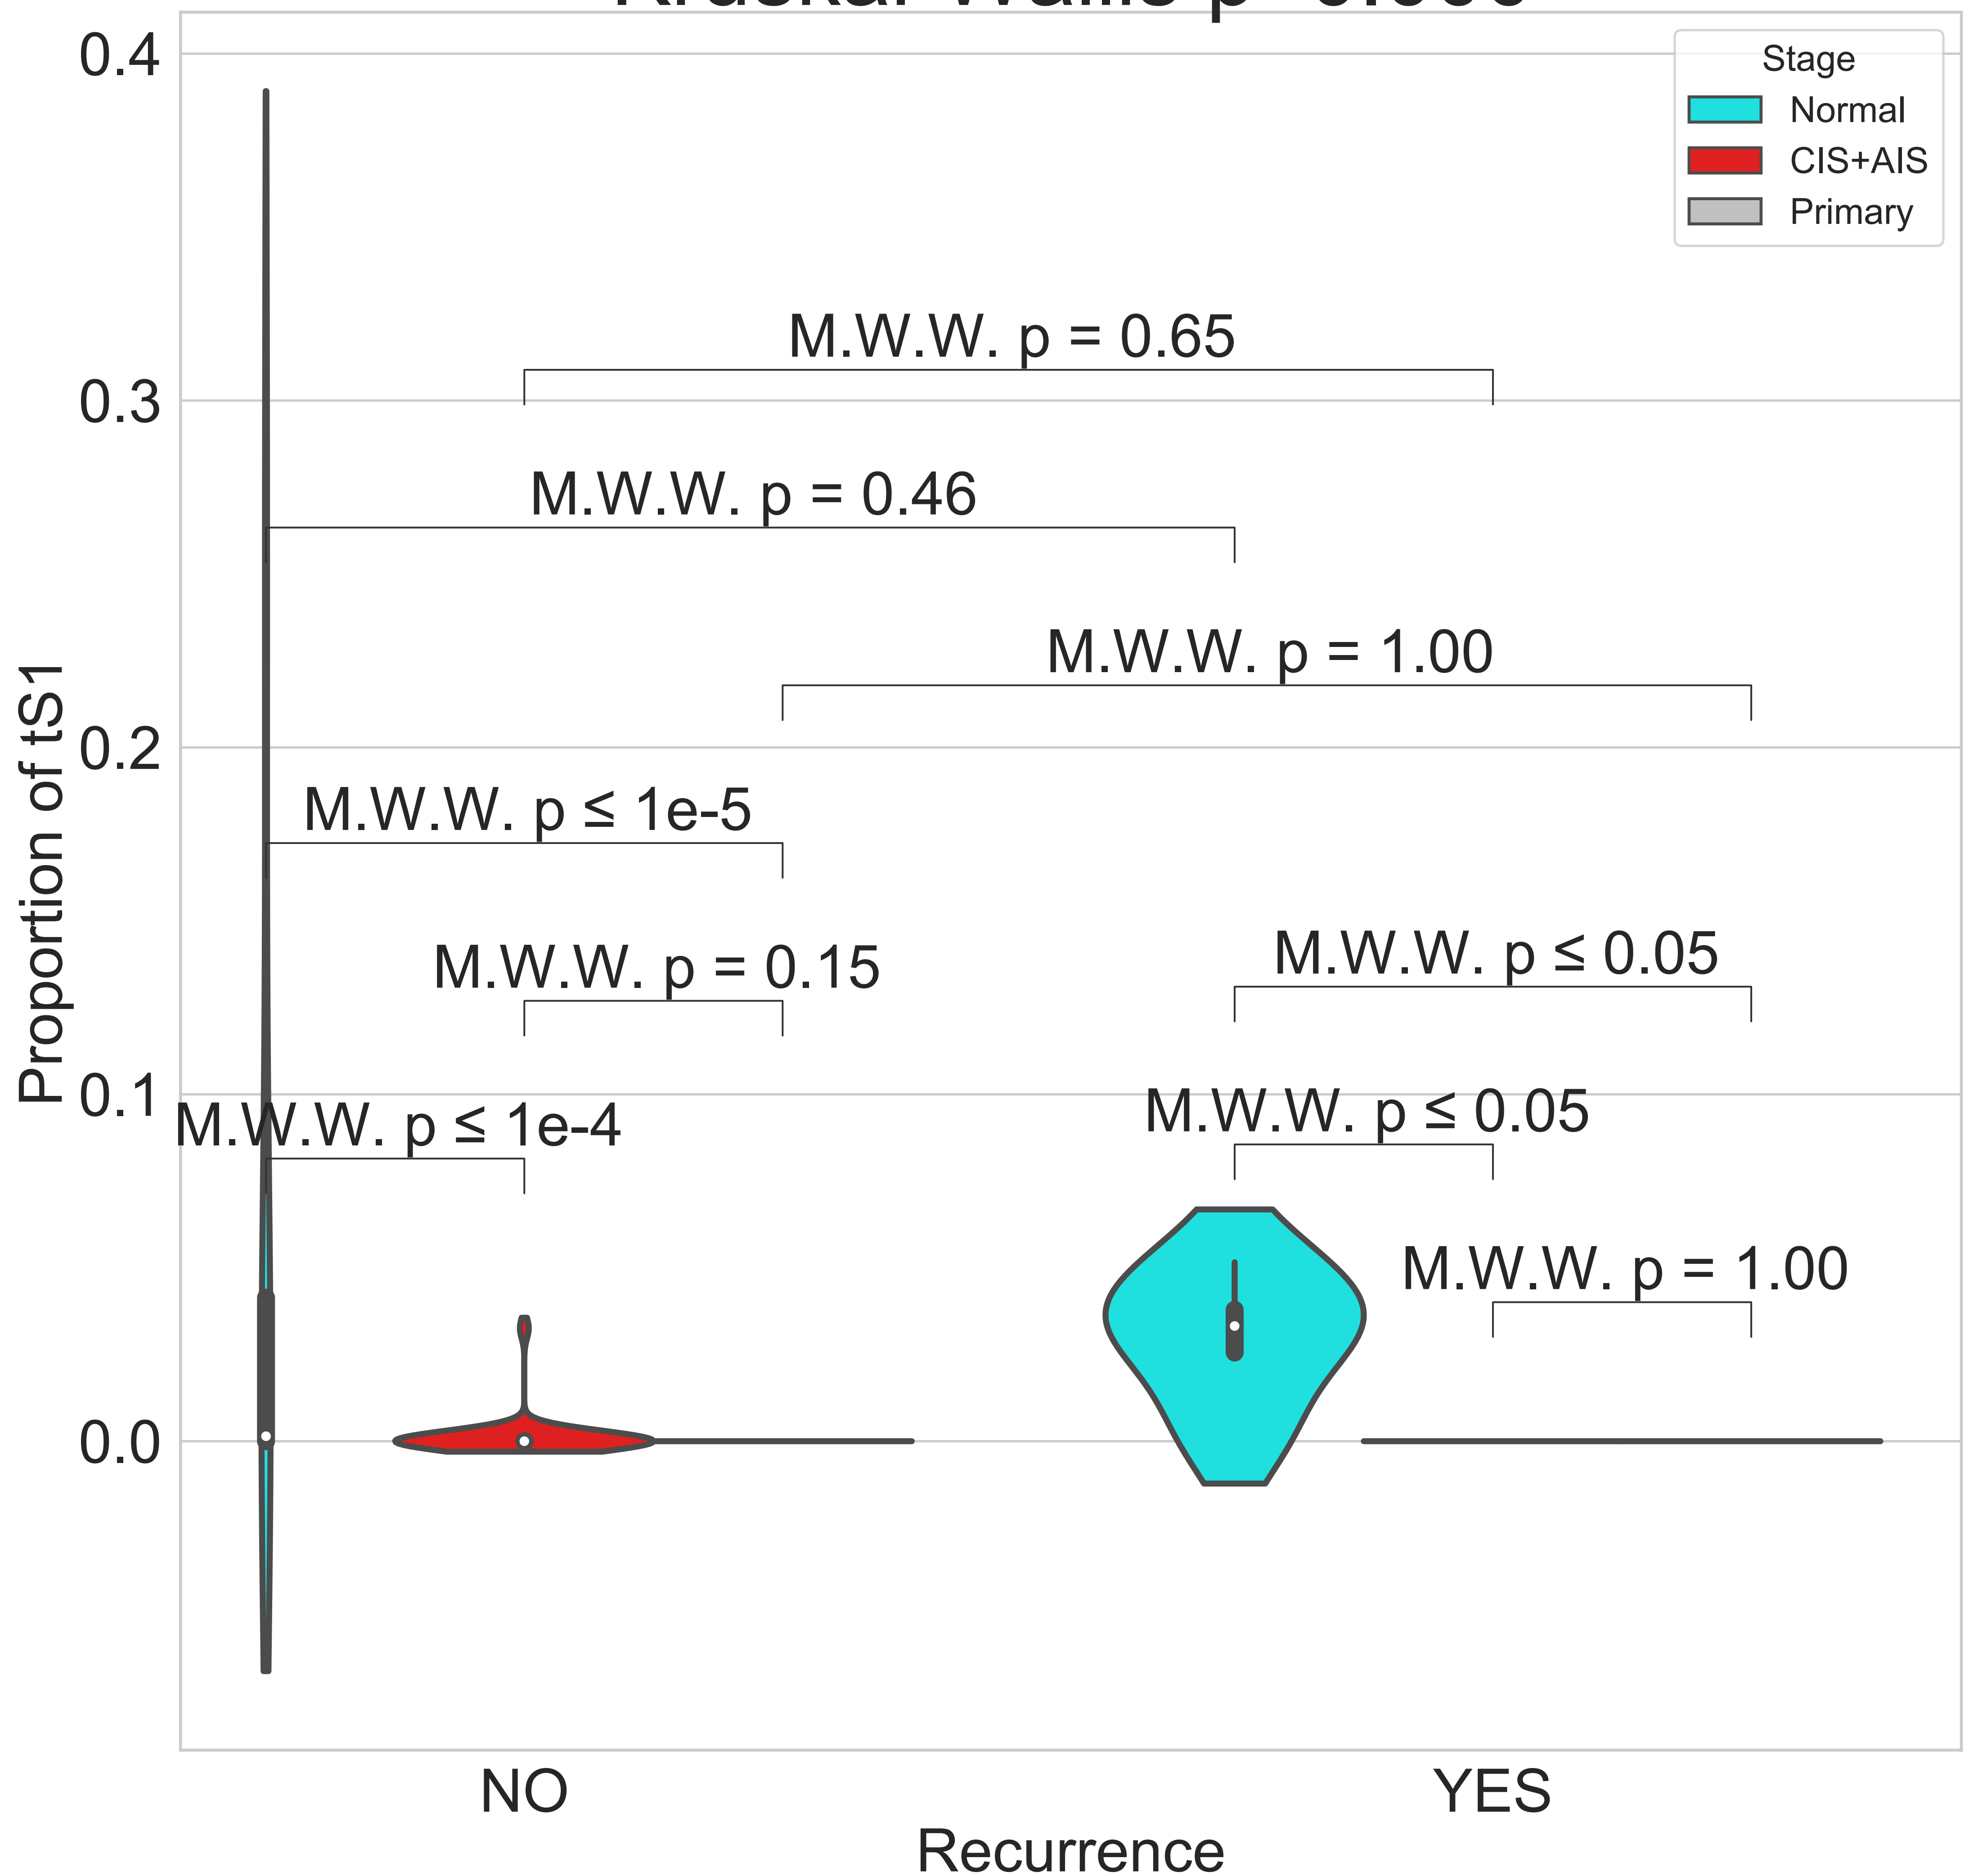 0.4
0.3
0.2
0.1
0.0
Proportion of tS1
Stage
Normal
CIS+AIS
Primary
M.W.W. p = 0.65
M.W.W. p = 0.46
M.W.W. p = 1.00
M.W.W. p ≤ 1e-5
M.W.W. p = 0.15
M.W.W. p ≤ 0.05
M.W.W. p ≤ 1e-4
M.W.W. p ≤ 0.05
M.W.W. p = 1.00
NO
YES
Recurrence